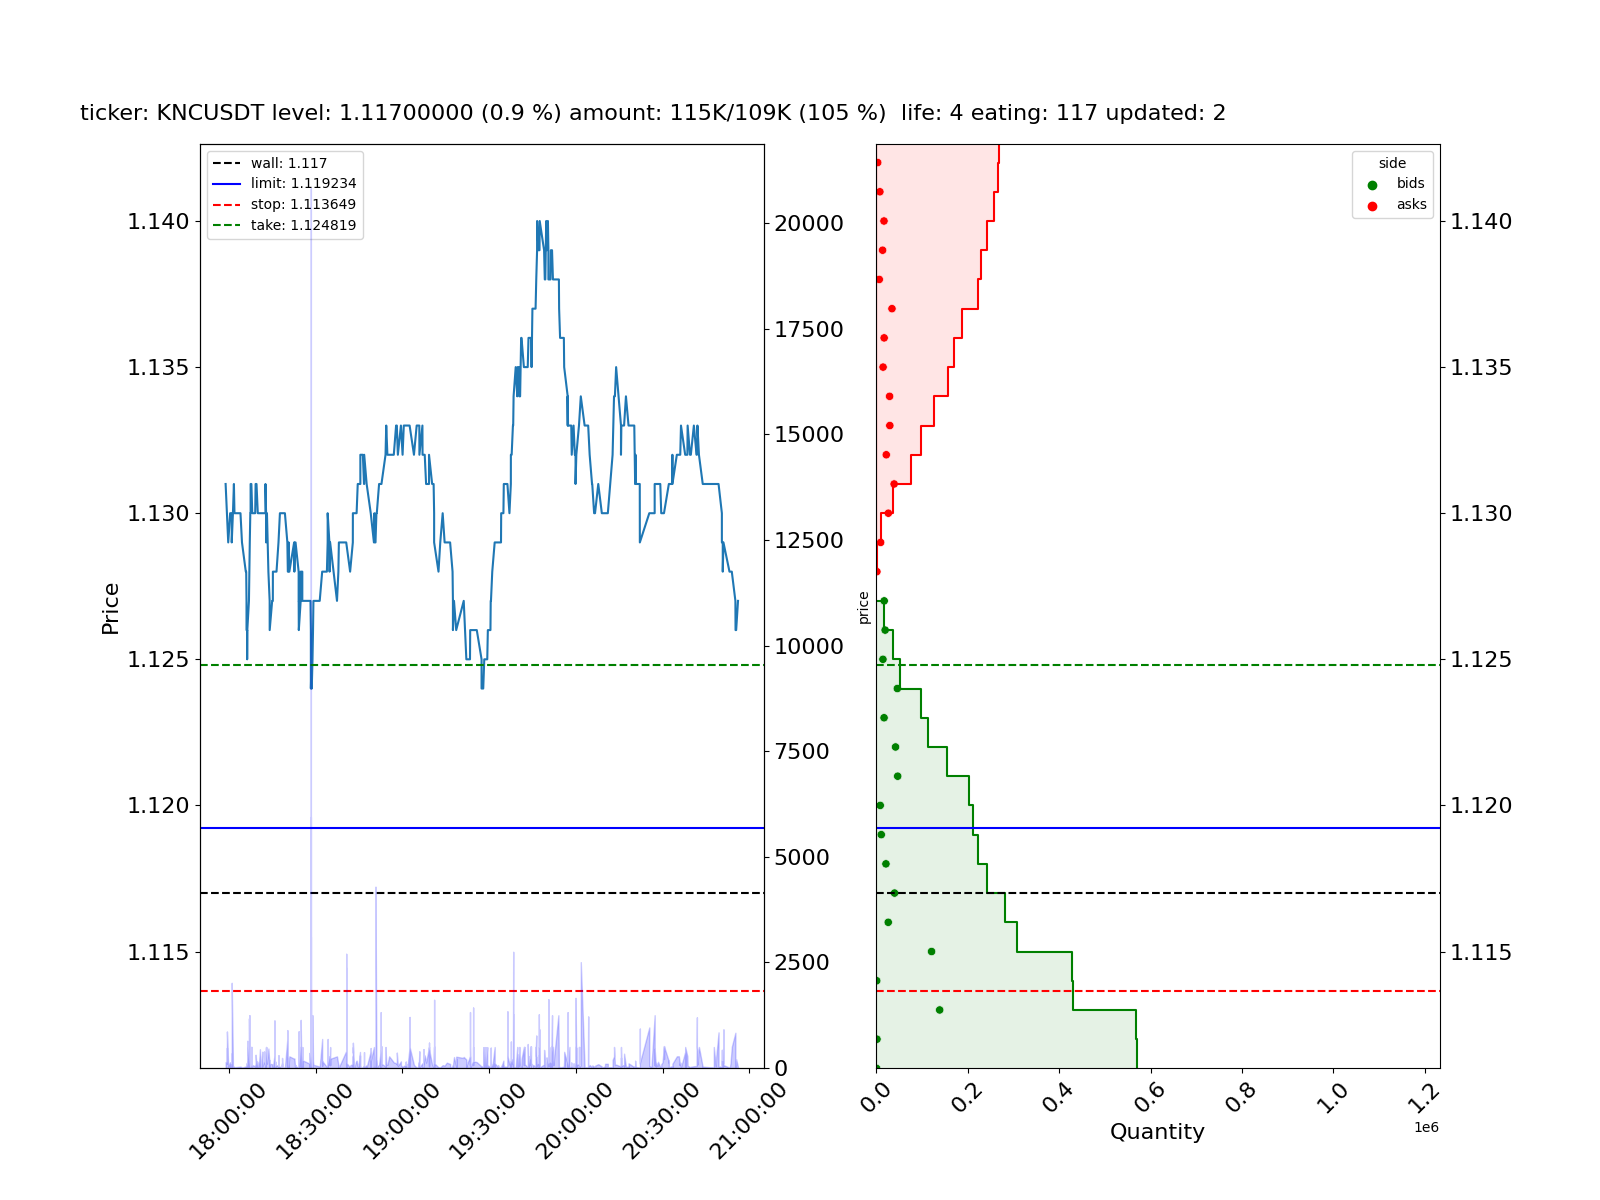 ticker: KNCUSDT level: 1.11700000 (0.9 %) amount: 115K/109K (105 %)  life: 4 eating: 117 updated: 2
wall: 1.117
limit: 1.119234
stop: 1.113649
take: 1.124819
Price
1.140
1.135
1.130
1.125
1.120
1.115
20000
17500
15000
12500
10000
7500
5000
2500
0
18:00:00
18:30:00
19:00:00
19:30:00
20:00:00
20:30:00
21:00:00
side
bids
asks
price
1.140
1.135
1.130
1.125
1.120
1.115
0.0
0.2
0.4
0.6
0.8
1.0
1.2
1e6
Quantity